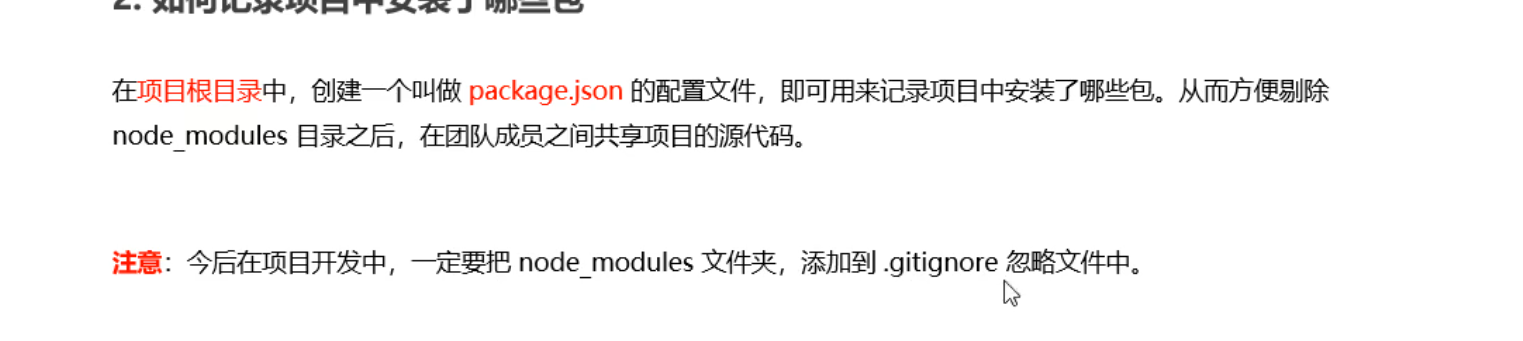 2. 如何记录项目中安装了哪些包
在项目根目录中，创建一个叫做 package.json 的配置文件，即可用来记录项目中安装了哪些包。从而方便剔除
node_modules 目录之后，在团队成员之间共享项目的源代码。
注意：今后在项目开发中，一定要把 node_modules 文件夹，添加到 .gitignore 忽略文件中。